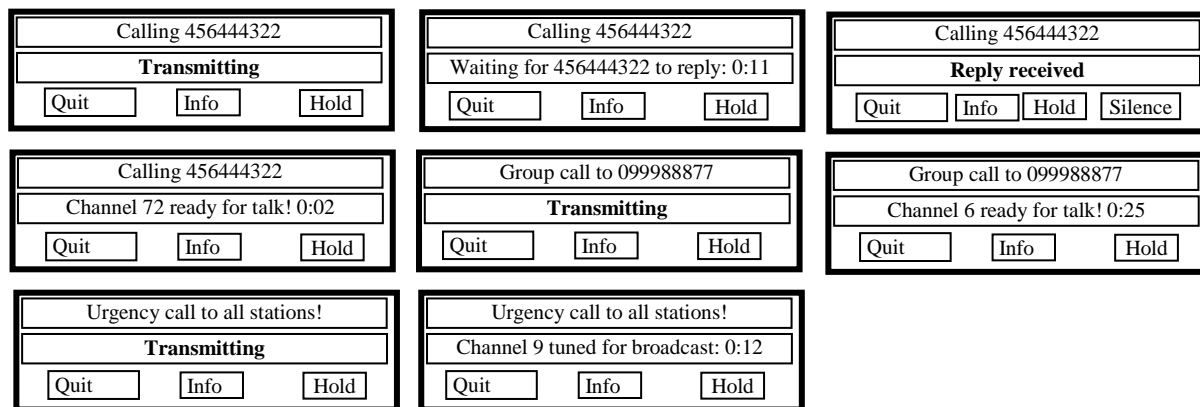 Calling 456444322
Transmitting
Quit Info Hold
Calling 456444322
Waiting for 456444322 to reply: 0:11
Quit Info Hold
Calling 456444322
Reply received
Quit Info Hold Silence
Calling 456444322
Channel 72 ready for talk! 0:02
Quit Info Hold
Group call to 099988877
Transmitting
Quit Info Hold
Group call to 099988877
Channel 6 ready for talk! 0:25
Quit Info Hold
Urgency call to all stations!
Transmitting
Quit Info Hold
Urgency call to all stations!
Channel 9 tuned for broadcast: 0:12
Quit Info Hold